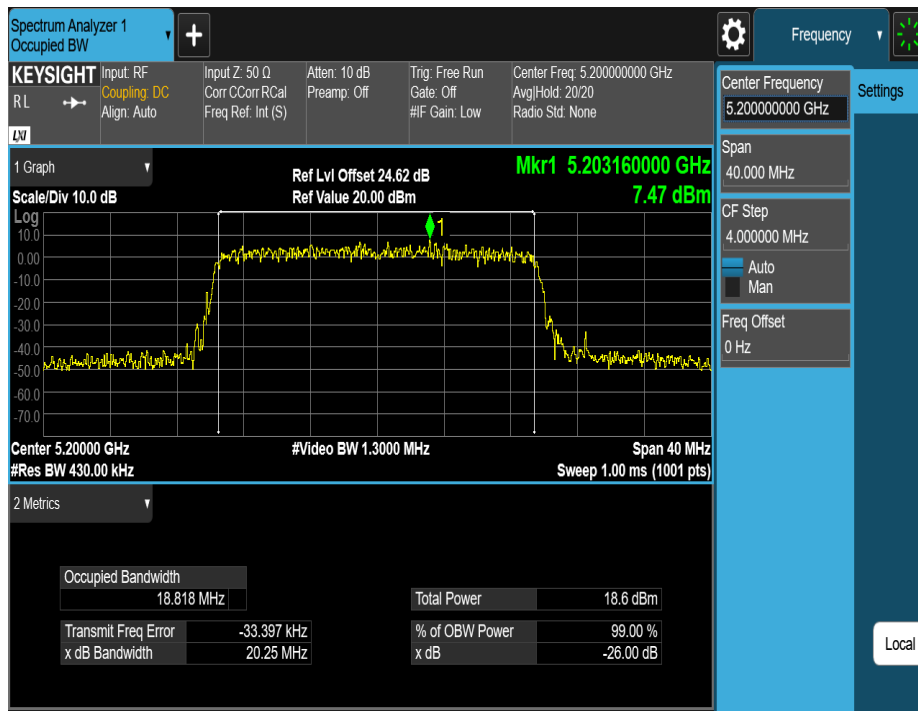 Spectrum Analyzer 1
Occupied BW
+
Frequency
KEYSIGHT
RL
LXI
Input: RF
Coupling: DC
Align: Auto
Input Z: 50 Ω
Corr CCorr RCal
Freq Ref: Int (S)
Atten: 10 dB
Preamp: Off
Trig: Free Run
Gate: Off
#IF Gain: Low
Center Freq: 5.200000000 GHz
Avg|Hold: 20/20
Radio Std: None
Center Frequency
5.200000000 GHz
Settings
Span
40.000 MHz
CF Step
4.000000 MHz
Auto
Man
Freq Offset
0 Hz
1 Graph
Scale/Div 10.0 dB
Ref Lvl Offset 24.62 dB
Ref Value 20.00 dBm
Mkr1 5.203160000 GHz
7.47 dBm
Log
10.0
0.00
-10.0
-20.0
-30.0
-40.0
-50.0
-60.0
-70.0
1
Center 5.20000 GHz
#Video BW 1.3000 MHz
Span 40 MHz
#Res BW 430.00 kHz
Sweep 1.00 ms (1001 pts)
2 Metrics
Occupied Bandwidth
18.818 MHz
Total Power 18.6 dBm
Transmit Freq Error -33.397 kHz
% of OBW Power 99.00 %
x dB Bandwidth 20.25 MHz
x dB -26.00 dB
Local